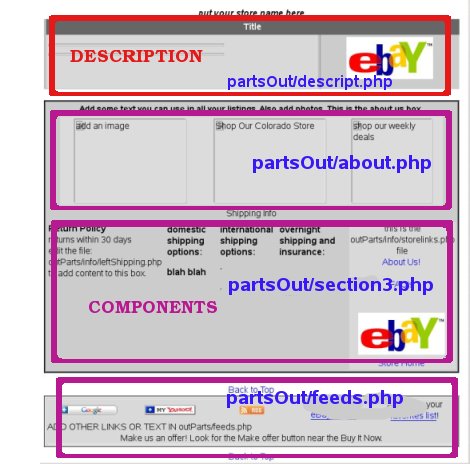 put your store name here
Title
DESCRIPTION
ebaY™
partsOut/descript.php
Add some text you can use in all your listings. Also add photos. This is the about us box.
add an image
Shop Our Colorado Store
shop our weekly deals
partsOut/about.php
Shipping Info
Return Policy
returns within 30 days
edit the file:
outParts/info/leftShipping.php
to add content to this box.
domestic shipping options:
blah blah
international shipping options:
overnight shipping and insurance:
this is the
outParts/info/storelinks.php
file
About Us!
partsOut/section3.php
COMPONENTS
ebaY™
Store Home
Back to Top
partsOut/feeds.php
Google
MY YAHOO!
RSS
your
favorites list!
ADD OTHER LINKS OR TEXT IN outParts/feeds.php
Make us an offer! Look for the Make offer button near the Buy It Now.
Back to Top